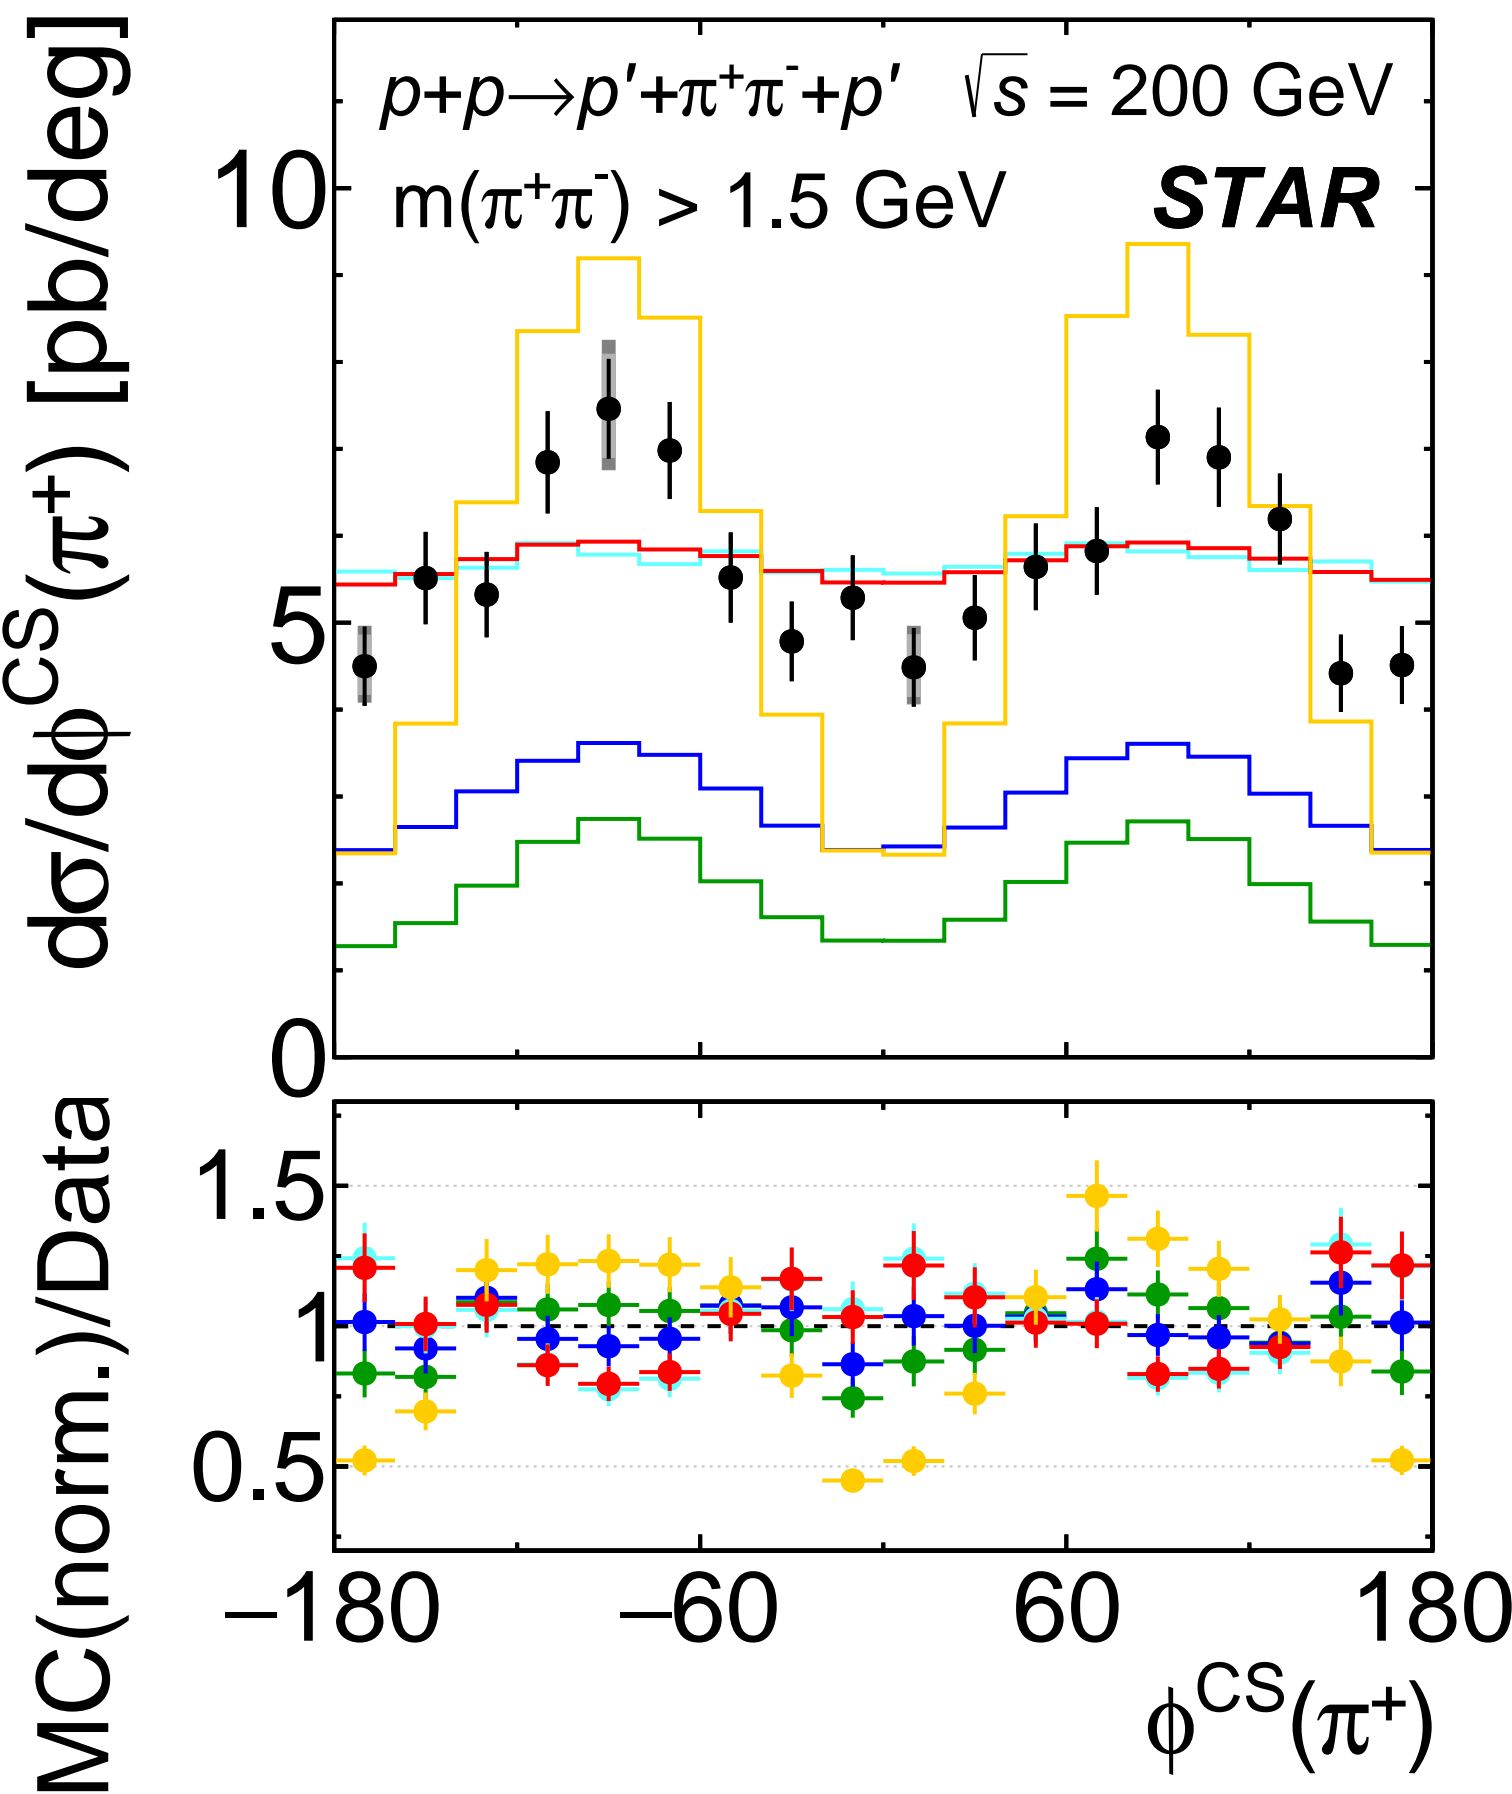 p+p→p′+π⁺π⁻+p′ √s = 200 GeV
m(π⁺π⁻) > 1.5 GeV STAR
dσ/dϕ^CS(π⁺) [pb/deg]
10
5
0
MC(norm.)/Data
1.5
1
0.5
−180 −60 60 180
ϕ^CS(π⁺)